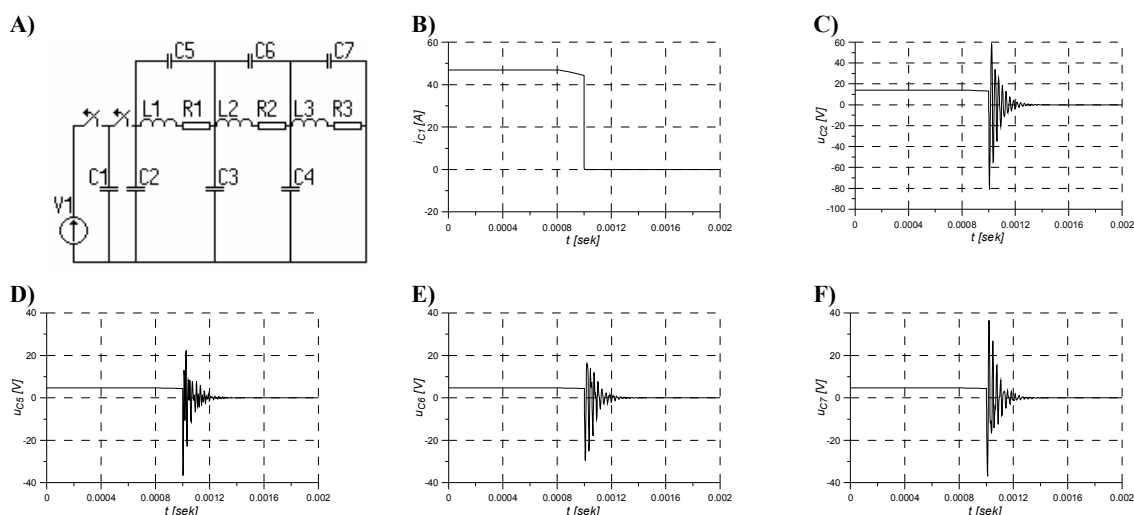 A)
C5 C6 C7
L1 R1 L2 R2 L3 R3
C1 C2 C3 C4
V1
B)
60
40
20
0
-20
0 0.0004 0.0008 0.0012 0.0016 0.002
i_C1 [A]
t [sek]
C)
60
40
20
0
-20
-40
-60
-80
-100
0 0.0004 0.0008 0.0012 0.0016 0.002
u_C2 [V]
t [sek]
D)
40
20
0
-20
-40
0 0.0004 0.0008 0.0012 0.0016 0.002
u_C5 [V]
t [sek]
E)
40
20
0
-20
-40
0 0.0004 0.0008 0.0012 0.0016 0.002
u_C6 [V]
t [sek]
F)
40
20
0
-20
-40
0 0.0004 0.0008 0.0012 0.0016 0.002
u_C7 [V]
t [sek]